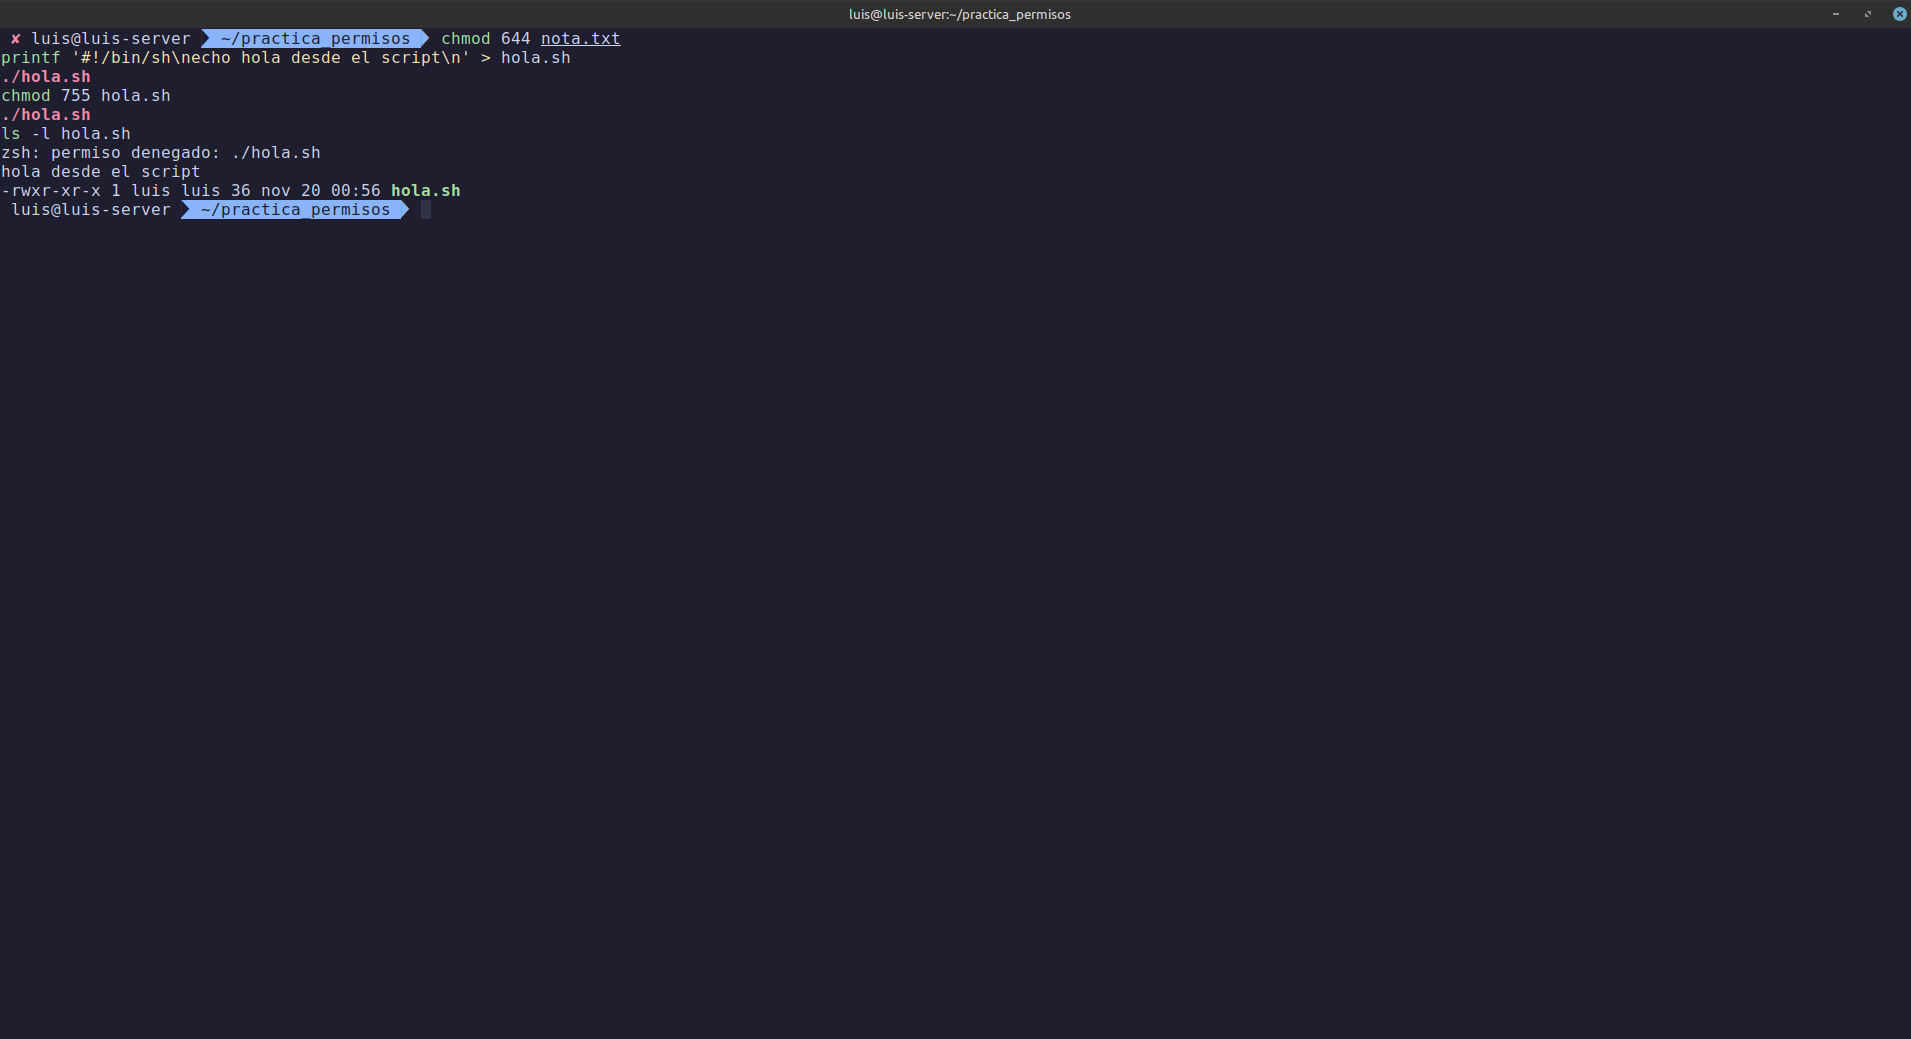 luis@luis-server:~/practica_permisos
✘ luis@luis-server ~/practica_permisos chmod 644 nota.txt
printf '#!/bin/sh\necho hola desde el script\n' > hola.sh
./hola.sh
chmod 755 hola.sh
./hola.sh
ls -l hola.sh
zsh: permiso denegado: ./hola.sh
hola desde el script
-rwxr-xr-x 1 luis luis 36 nov 20 00:56 hola.sh
luis@luis-server ~/practica_permisos